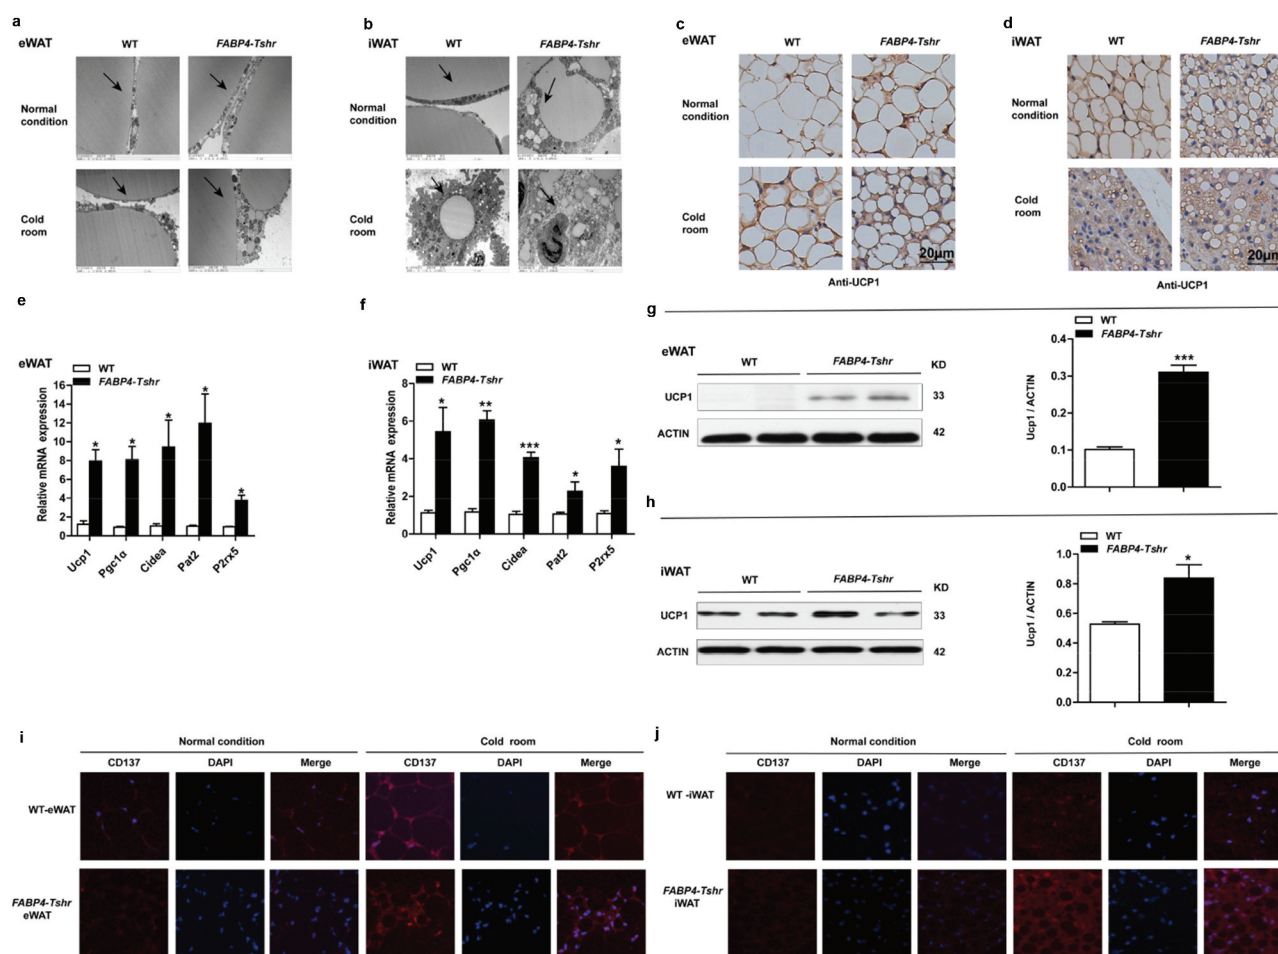 a
eWAT
WT
FABP4-Tshr
Normal
condition
Cold
room
b
iWAT
WT
FABP4-Tshr
Normal
condition
Cold
room
c
eWAT
WT
FABP4-Tshr
Normal
condition
Cold
room
20μm
Anti-UCP1
d
iWAT
WT
FABP4-Tshr
Normal
condition
Cold
room
20μm
Anti-UCP1
e
eWAT
WT
FABP4-Tshr
Relative mRNA expression
16
14
12
10
8
6
4
2
0
* * * * *
Ucp1 Pgc1α Cidea Pat2 P2rx5
f
iWAT
WT
FABP4-Tshr
Relative mRNA expression
8
6
4
2
0
* ** *** * *
Ucp1 Pgc1α Cidea Pat2 P2rx5
g
eWAT
WT
FABP4-Tshr
KD
UCP1
33
ACTIN
42
WT
FABP4-Tshr
Ucp1 / ACTIN
0.4
0.3
0.2
0.1
0.0
***
h
iWAT
WT
FABP4-Tshr
KD
UCP1
33
ACTIN
42
WT
FABP4-Tshr
Ucp1 / ACTIN
1.0
0.8
0.6
0.4
0.2
0.0
*
i
Normal condition
Cold room
CD137 DAPI Merge CD137 DAPI Merge
WT-eWAT
FABP4-Tshr
eWAT
j
Normal condition
Cold room
CD137 DAPI Merge CD137 DAPI Merge
WT -iWAT
FABP4-Tshr
iWAT